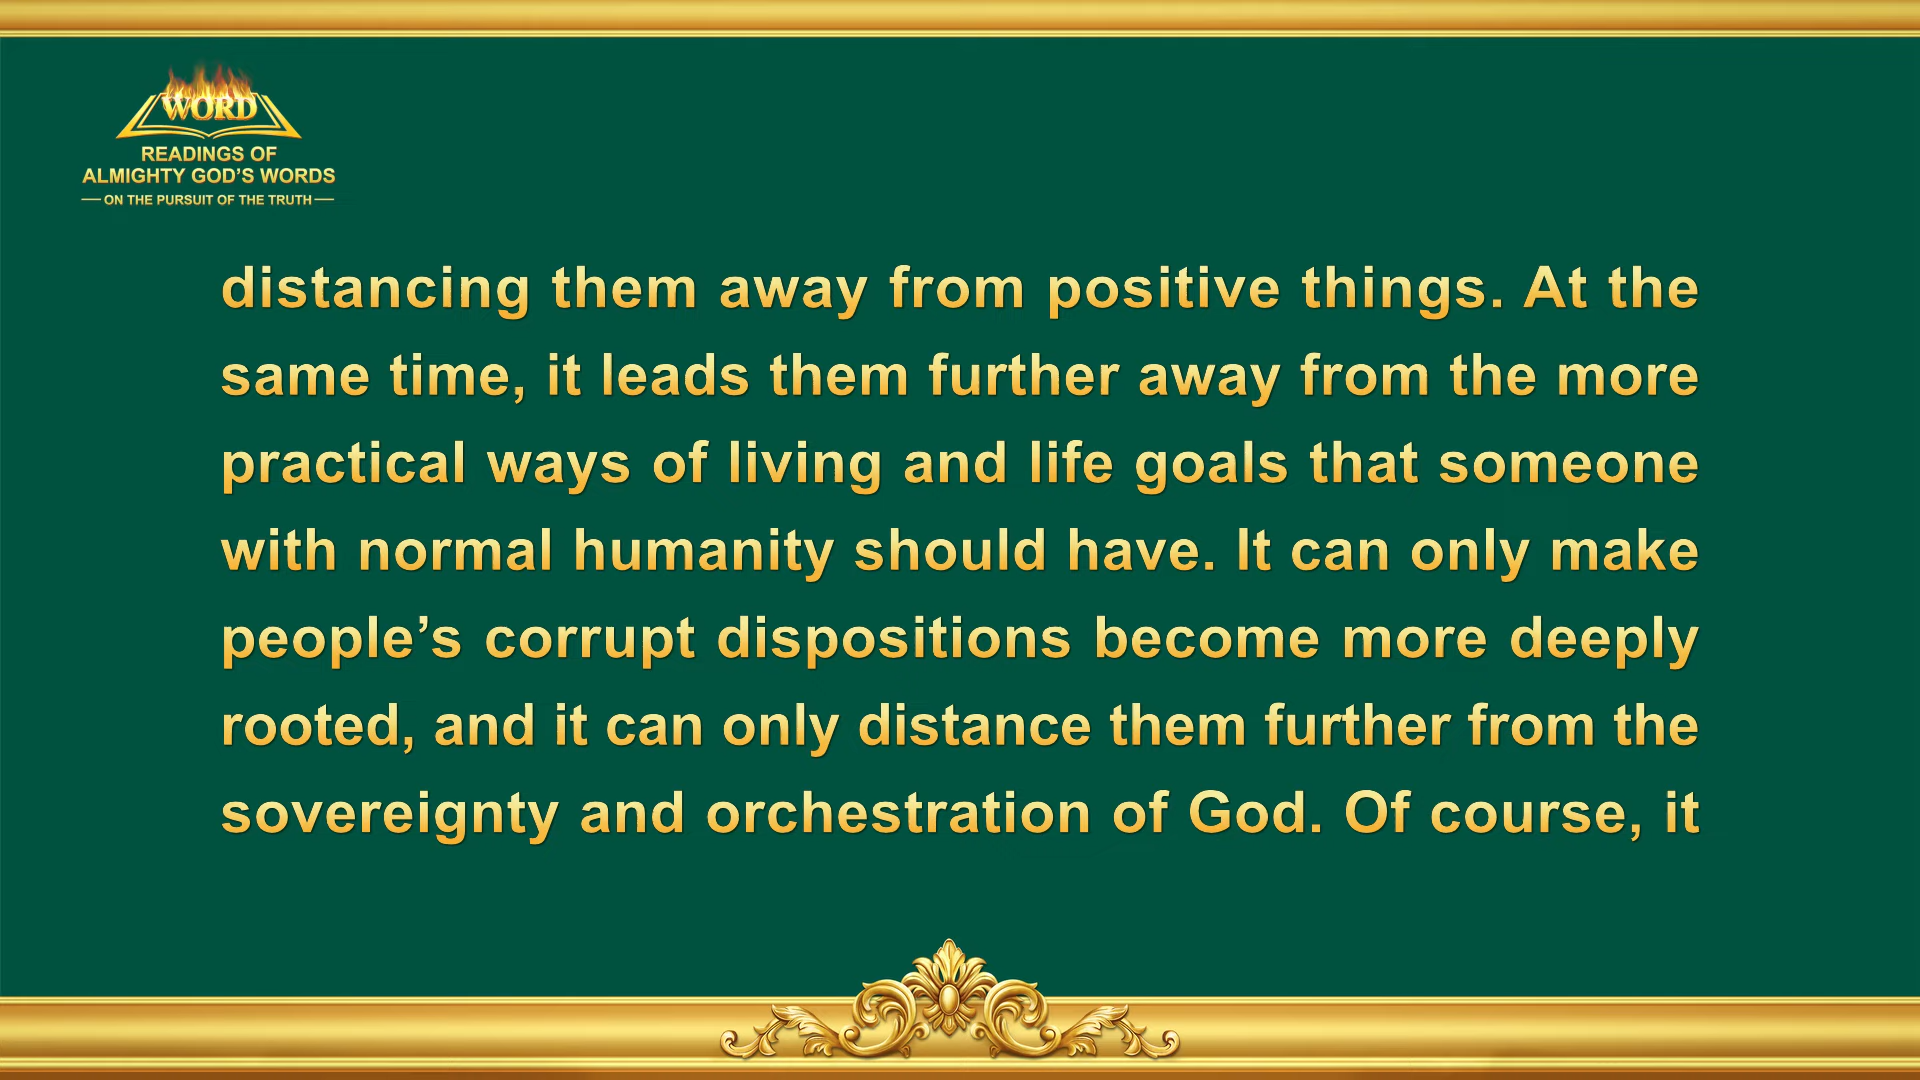 WORD
READINGS OF
ALMIGHTY GOD’S WORDS
— ON THE PURSUIT OF THE TRUTH —
distancing them away from positive things. At the
same time, it leads them further away from the more
practical ways of living and life goals that someone
with normal humanity should have. It can only make
people’s corrupt dispositions become more deeply
rooted, and it can only distance them further from the
sovereignty and orchestration of God. Of course, it